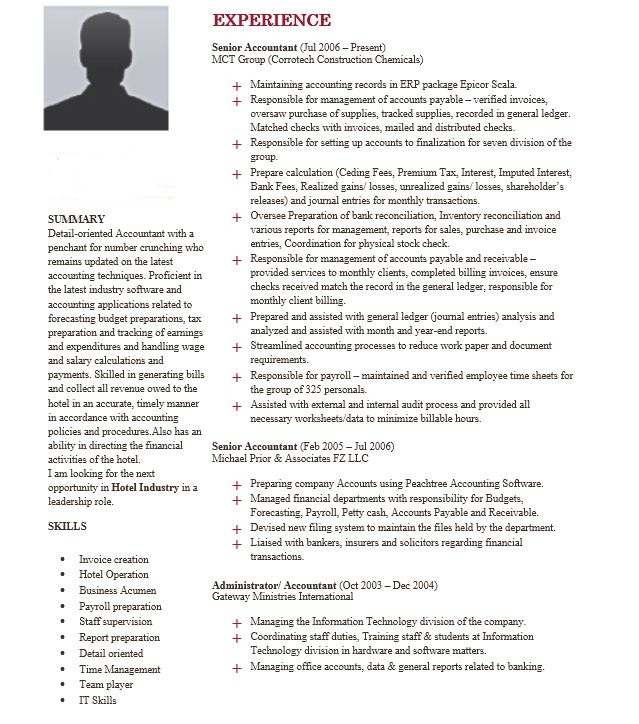 SUMMARY
Detail-oriented Accountant with a
penchant for number crunching who
remains updated on the latest
accounting techniques. Proficient in
the latest industry software and
accounting applications related to
forecasting budget preparations, tax
preparation and tracking of earnings
and expenditures and handling wage
and salary calculations and
payments. Skilled in generating bills
and collect all revenue owed to the
hotel in an accurate, timely manner
in accordance with accounting
policies and procedures.Also has an
ability in directing the financial
activities of the hotel.
I am looking for the next
opportunity in Hotel Industry in a
leadership role.
SKILLS
• Invoice creation
• Hotel Operation
• Business Acumen
• Payroll preparation
• Staff supervision
• Report preparation
• Detail oriented
• Time Management
• Team player
• IT Skills
EXPERIENCE
Senior Accountant (Jul 2006 – Present)
MCT Group (Corrotech Construction Chemicals)
+ Maintaining accounting records in ERP package Epicor Scala.
+ Responsible for management of accounts payable – verified invoices,
oversaw purchase of supplies, tracked supplies, recorded in general ledger.
Matched checks with invoices, mailed and distributed checks.
+ Responsible for setting up accounts to finalization for seven division of the
group.
+ Prepare calculation (Ceding Fees, Premium Tax, Interest, Imputed Interest,
Bank Fees, Realized gains/ losses, unrealized gains/ losses, shareholder's
releases) and journal entries for monthly transactions.
+ Oversee Preparation of bank reconciliation, Inventory reconciliation and
various reports for management, reports for sales, purchase and invoice
entries, Coordination for physical stock check.
+ Responsible for management of accounts payable and receivable –
provided services to monthly clients, completed billing invoices, ensure
checks received match the record in the general ledger, responsible for
monthly client billing.
+ Prepared and assisted with general ledger (journal entries) analysis and
analyzed and assisted with month and year-end reports.
+ Streamlined accounting processes to reduce work paper and document
requirements.
+ Responsible for payroll – maintained and verified employee time sheets for
the group of 325 personals.
+ Assisted with external and internal audit process and provided all
necessary worksheets/data to minimize billable hours.
Senior Accountant (Feb 2005 – Jul 2006)
Michael Prior & Associates FZ LLC
+ Preparing company Accounts using Peachtree Accounting Software.
+ Managed financial departments with responsibility for Budgets,
Forecasting, Payroll, Petty cash, Accounts Payable and Receivable.
+ Devised new filing system to maintain the files held by the department.
+ Liaised with bankers, insurers and solicitors regarding financial
transactions.
Administrator/ Accountant (Oct 2003 – Dec 2004)
Gateway Ministries International
+ Managing the Information Technology division of the company.
+ Coordinating staff duties, Training staff & students at Information
Technology division in hardware and software matters.
+ Managing office accounts, data & general reports related to banking.